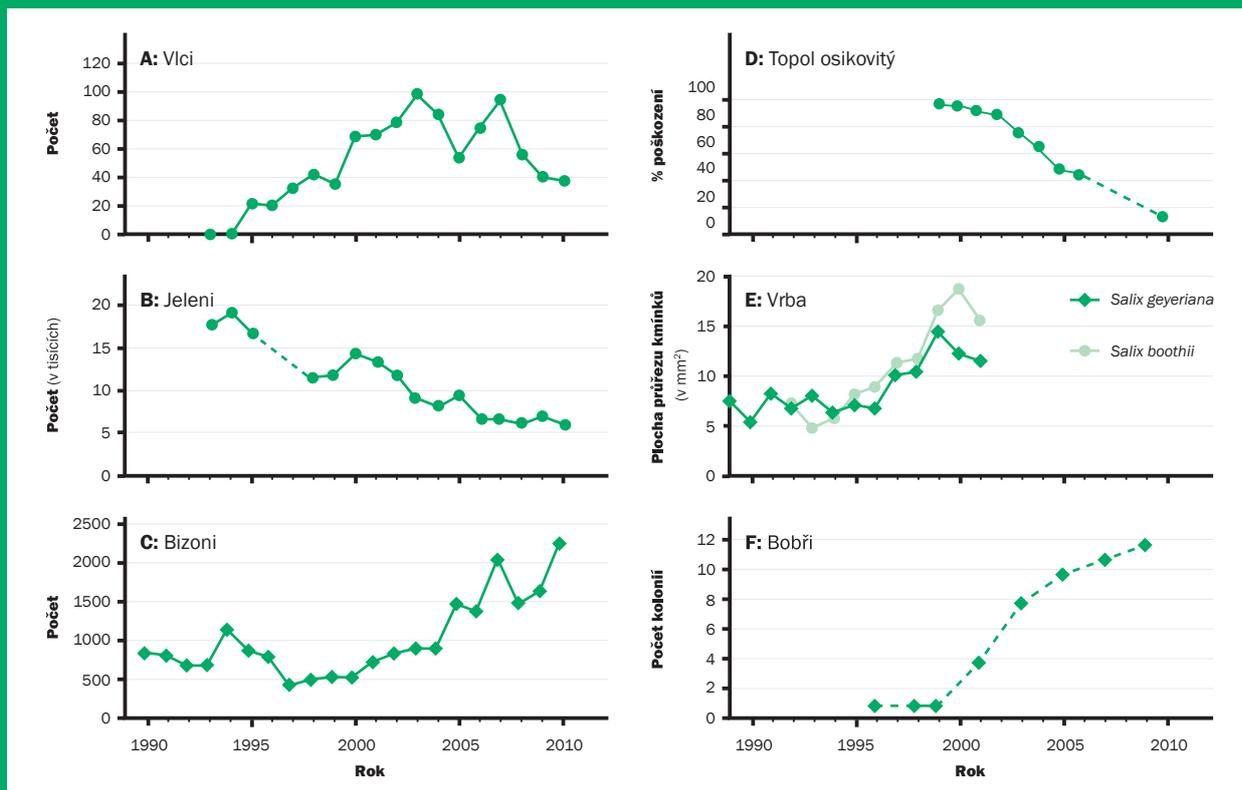 A: Vlci
Počet
120
100
80
60
40
20
0
B: Jeleni
Počet (v tisících)
20
15
10
5
0
C: Bizoni
Počet
2500
2000
1500
1000
500
0
1990 1995 2000 2005 2010
Rok
D: Topol osikovitý
% poškození
100
80
60
40
20
0
E: Vrba
Plocha průřezu kmínků
(v mm²)
20
15
10
5
0
Salix geyeriana
Salix boothii
F: Bobři
Počet kolonií
12
10
8
6
4
2
0
1990 1995 2000 2005 2010
Rok